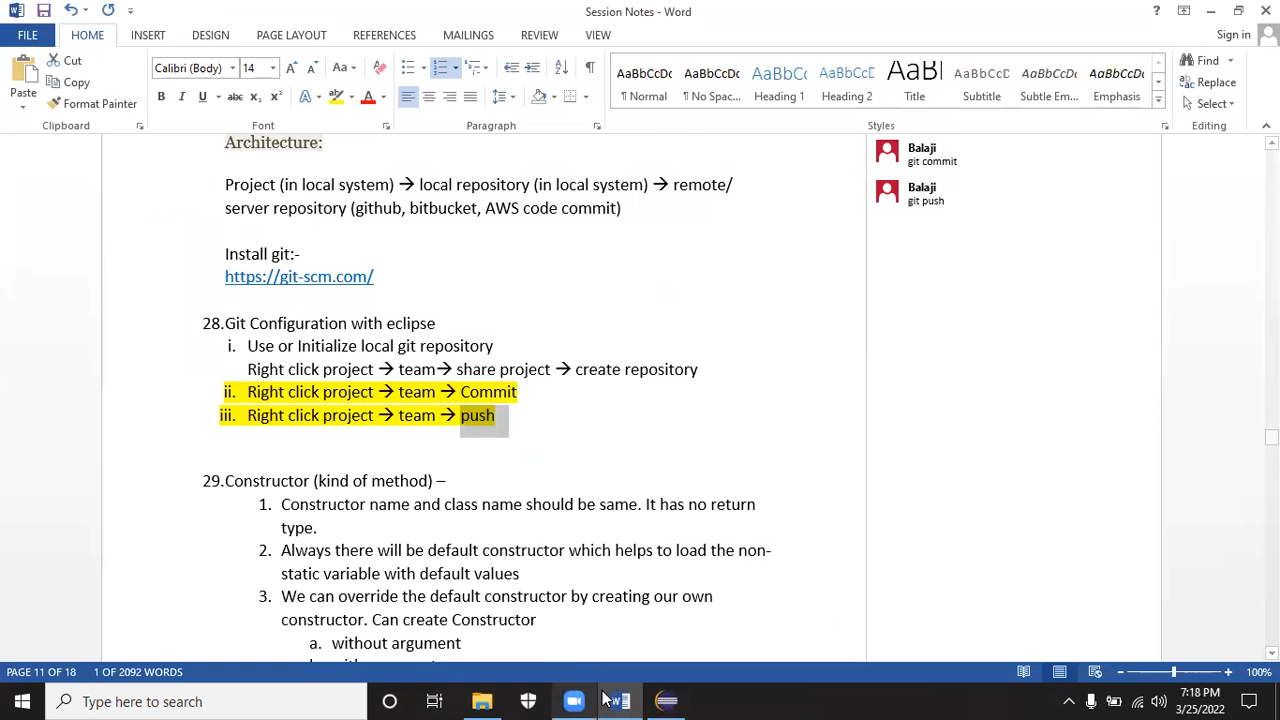 Session Notes - Word
FILE HOME INSERT DESIGN PAGE LAYOUT REFERENCES MAILINGS REVIEW VIEW Sign in
Paste Cut Copy Format Painter
Clipboard
Calibri (Body) 14
Font
Paragraph
AaBbCcDc AaBbCcDc AaBbCc AaBbCcC AaBl AaBbCcD AaBbCcDc AaBbCcDc
¶ Normal ¶ No Spac... Heading 1 Heading 2 Title Subtitle Subtle Em... Emphasis
Styles
Find
Replace
Select
Editing
Architecture:
Project (in local system) → local repository (in local system) → remote/
server repository (github, bitbucket, AWS code commit)
Install git:-
https://git-scm.com/
28.Git Configuration with eclipse
i. Use or Initialize local git repository
Right click project → team→ share project → create repository
ii. Right click project → team → Commit
iii. Right click project → team → push
29.Constructor (kind of method) –
1. Constructor name and class name should be same. It has no return
type.
2. Always there will be default constructor which helps to load the non-
static variable with default values
3. We can override the default constructor by creating our own
constructor. Can create Constructor
a. without argument
Balaji
git commit
Balaji
git push
PAGE 11 OF 18 1 OF 2092 WORDS 100%
Type here to search
7:18 PM
3/25/2022